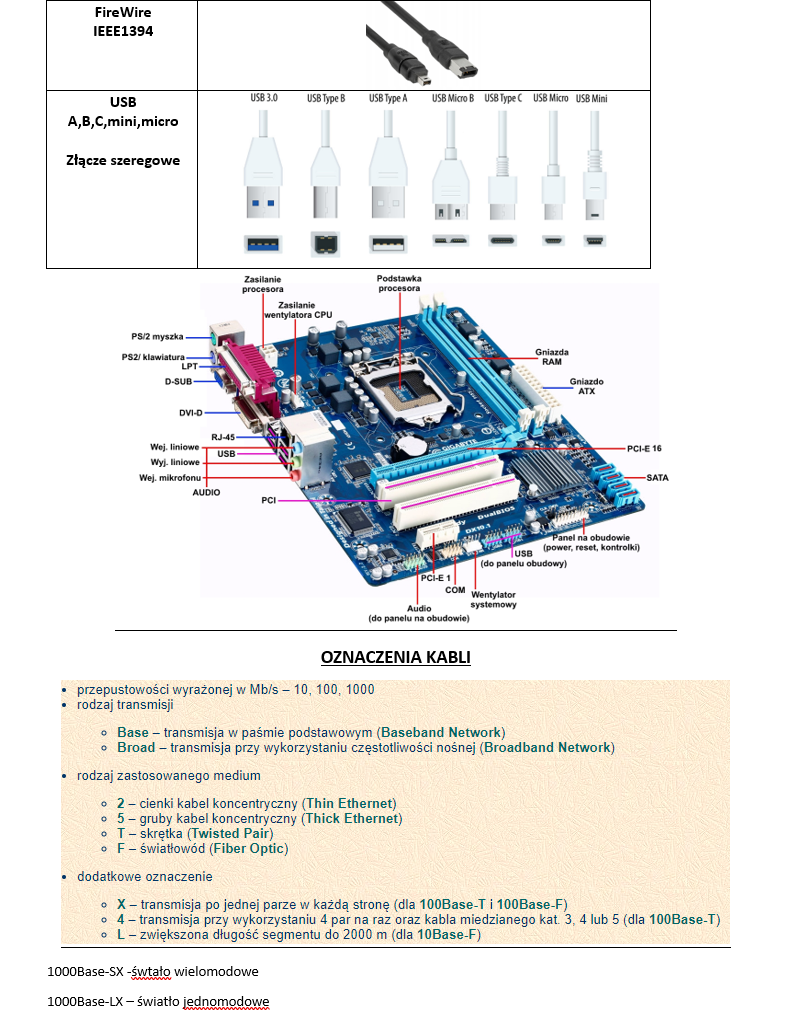 FireWire
IEEE1394
USB
A,B,C,mini,micro
Złącze szeregowe
USB 3.0
USB Type B
USB Type A
USB Micro B
USB Type C
USB Micro
USB Mini
Zasilanie
procesora
Podstawka
procesora
Zasilanie
wentylatora CPU
PS/2 myszka
PS2/ klawiatura
LPT
D-SUB
DVI-D
RJ-45
Wej. liniowe
USB
Wyj. liniowe
Wej. mikrofonu
AUDIO
PCI
Gniazda
RAM
Gniazdo
ATX
PCI-E 16
SATA
GIGABYTE
DualBIOS
DX10.1
Panel na obudowie
(power, reset, kontrolki)
USB
(do panelu obudowy)
PCI-E 1
COM
Wentylator
systemowy
Audio
(do panelu na obudowie)
OZNACZENIA KABLI
• przepustowości wyrażonej w Mb/s – 10, 100, 1000
• rodzaj transmisji
o Base – transmisja w paśmie podstawowym (Baseband Network)
o Broad – transmisja przy wykorzystaniu częstotliwości nośnej (Broadband Network)
• rodzaj zastosowanego medium
o 2 – cienki kabel koncentryczny (Thin Ethernet)
o 5 – gruby kabel koncentryczny (Thick Ethernet)
o T – skrętka (Twisted Pair)
o F – światłowód (Fiber Optic)
• dodatkowe oznaczenie
o X – transmisja po jednej parze w każdą stronę (dla 100Base-T i 100Base-F)
o 4 – transmisja przy wykorzystaniu 4 par na raz oraz kabla miedzianego kat. 3, 4 lub 5 (dla 100Base-T)
o L – zwiększona długość segmentu do 2000 m (dla 10Base-F)
1000Base-SX -śwtało wielomodowe
1000Base-LX – światło jednomodowe